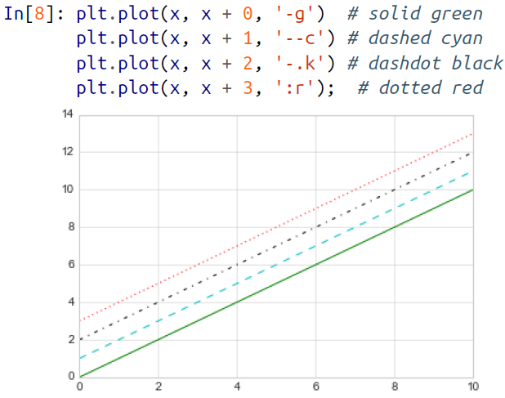 In[8]: plt.plot(x, x + 0, '-g')  # solid green
plt.plot(x, x + 1, '--c') # dashed cyan
plt.plot(x, x + 2, '-.k') # dashdot black
plt.plot(x, x + 3, ':r');  # dotted red
14
12
10
8
6
4
2
0
0 2 4 6 8 10